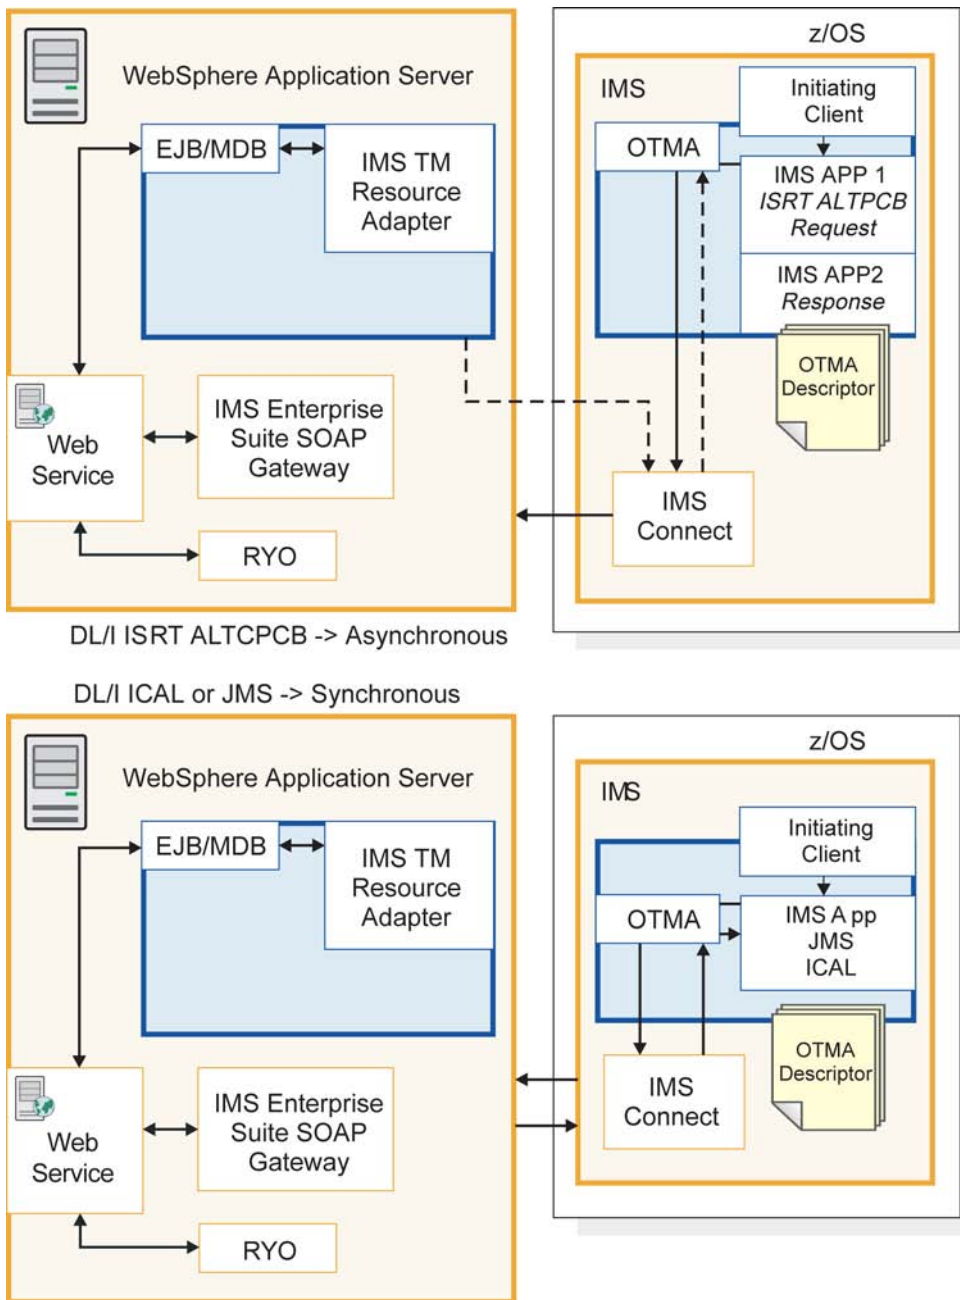 WebSphere Application Server
EJB/MDB
IMS TM
Resource
Adapter
Web
Service
IMS Enterprise
Suite SOAP
Gateway
RYO
z/OS
IMS
Initiating
Client
OTMA
IMS APP 1
ISRT ALTPCB
Request
IMS APP2
Response
OTMA
Descriptor
IMS
Connect
DL/I ISRT ALTCPCB -> Asynchronous
DL/I ICAL or JMS -> Synchronous
WebSphere Application Server
EJB/MDB
IMS TM
Resource
Adapter
Web
Service
IMS Enterprise
Suite SOAP
Gateway
RYO
z/OS
IMS
Initiating
Client
OTMA
IMS A pp
JMS
ICAL
OTMA
Descriptor
IMS
Connect